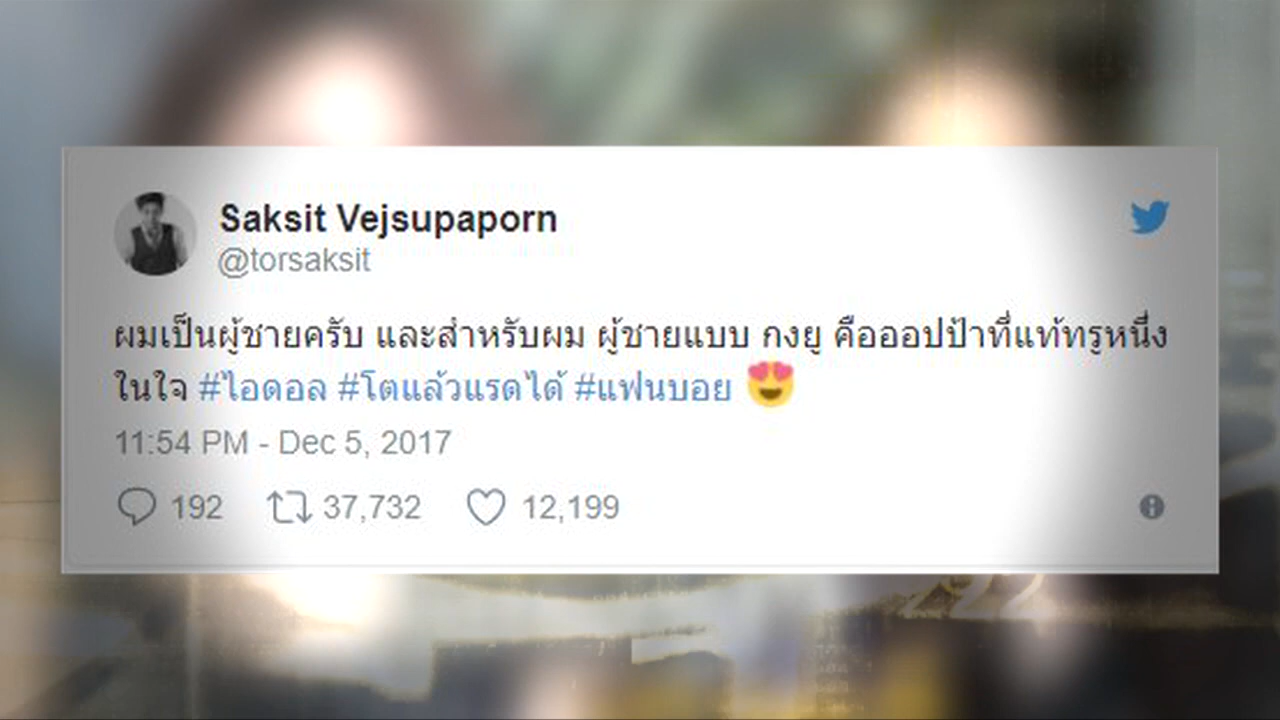 Saksit Vejsupaporn
@torsaksit
ผมเป็นผู้ชายครับ และสำหรับผม ผู้ชายแบบ กงยู คือออปป้าที่แท้ทรูหนึ่ง
ในใจ #ไอดอล #โตแล้วแรดได้ #แฟนบอย 😍
11:54 PM - Dec 5, 2017
192 37,732 12,199